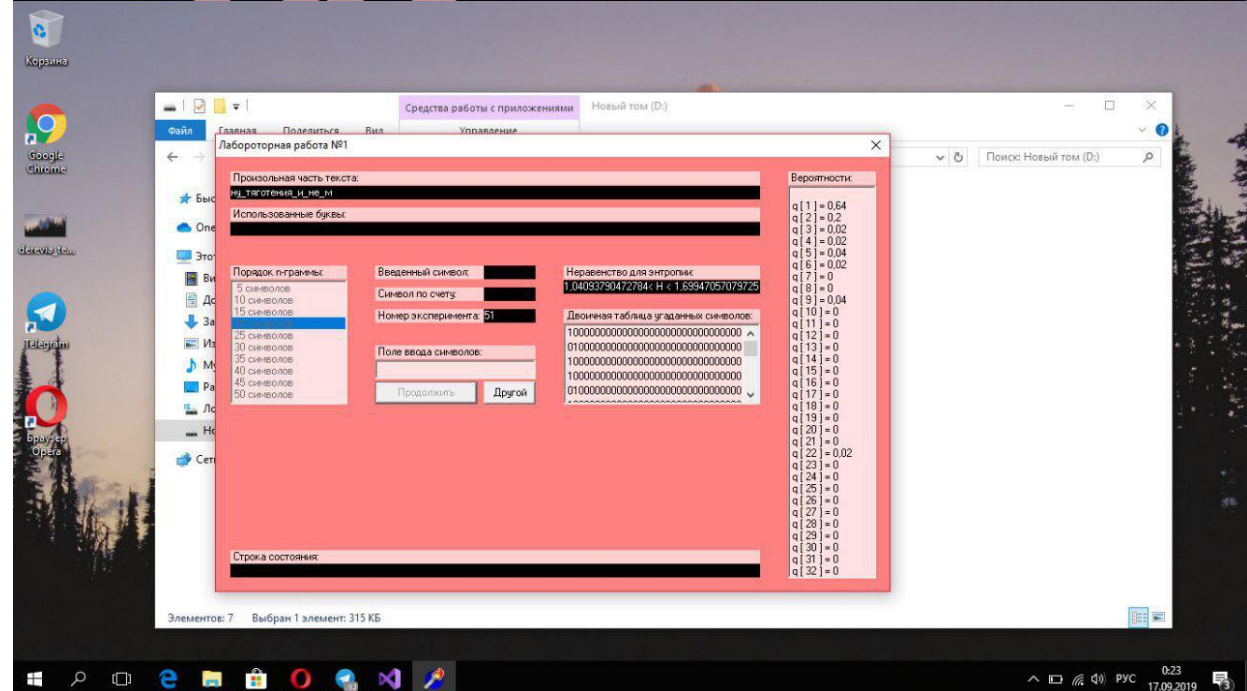 Корзина
Google
Chrome
Telegram
Браузер
Opera
Средства работы с приложениями
Новый том (D:)
Файл
Главная
Поделиться
Вид
Управление
Поиск: Новый том (D:)
Лабороторная работа №1
Произвольная часть текста:
ну_тяготения_и_не_м
Использованные буквы:
Порядок n-граммы:
5 символов
10 символов
15 символов
25 символов
30 символов
35 символов
40 символов
45 символов
50 символов
Введенный символ:
Символ по счету:
Номер эксперимента: 51
Поле ввода символов:
Продолжить
Другой
Неравенство для энтропии:
1,04093790472784< H < 1,69947057079725
Двоичная таблица угаданных символов:
10000000000000000000000000000000
01000000000000000000000000000000
10000000000000000000000000000000
10000000000000000000000000000000
01000000000000000000000000000000
Вероятности:
q[ 1 ] = 0,64
q[ 2 ] = 0,2
q[ 3 ] = 0,02
q[ 4 ] = 0,02
q[ 5 ] = 0,04
q[ 6 ] = 0,02
q[ 7 ] = 0
q[ 8 ] = 0
q[ 9 ] = 0,04
q[ 10 ] = 0
q[ 11 ] = 0
q[ 12 ] = 0
q[ 13 ] = 0
q[ 14 ] = 0
q[ 15 ] = 0
q[ 16 ] = 0
q[ 17 ] = 0
q[ 18 ] = 0
q[ 19 ] = 0
q[ 20 ] = 0
q[ 21 ] = 0
q[ 22 ] = 0,02
q[ 23 ] = 0
q[ 24 ] = 0
q[ 25 ] = 0
q[ 26 ] = 0
q[ 27 ] = 0
q[ 28 ] = 0
q[ 29 ] = 0
q[ 30 ] = 0
q[ 31 ] = 0
q[ 32 ] = 0
Строка состояния:
Элементов: 7
Выбран 1 элемент: 315 КБ
РУС
0:23
17.09.2019